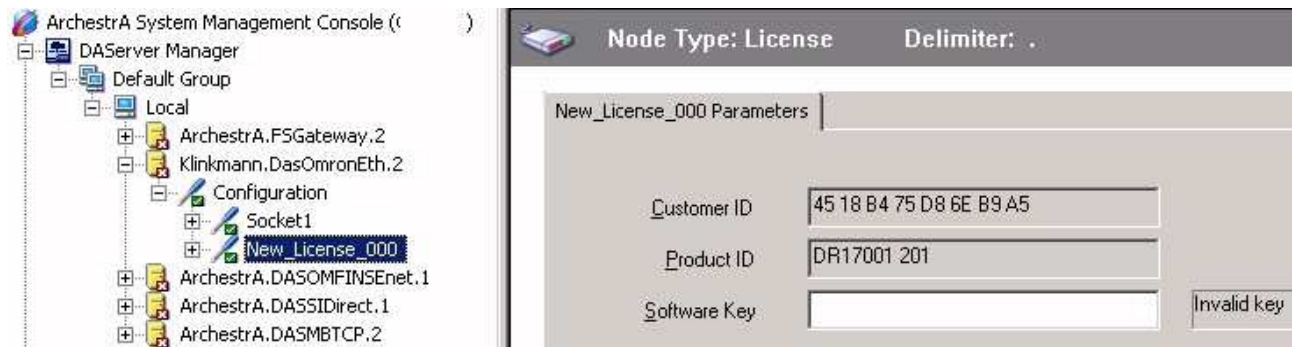 ArchestrA System Management Console ( )
DAServer Manager
Default Group
Local
ArchestrA.FSGateway.2
Klinkmann.DasOmronEth.2
Configuration
Socket1
New_License_000
ArchestrA.DASOMFINSEnet.1
ArchestrA.DASSIDirect.1
ArchestrA.DASMBTCP.2
Node Type: License Delimiter: .
New_License_000 Parameters
Customer ID 45 18 B4 75 D8 6E B9 A5
Product ID DR17001 201
Software Key Invalid key